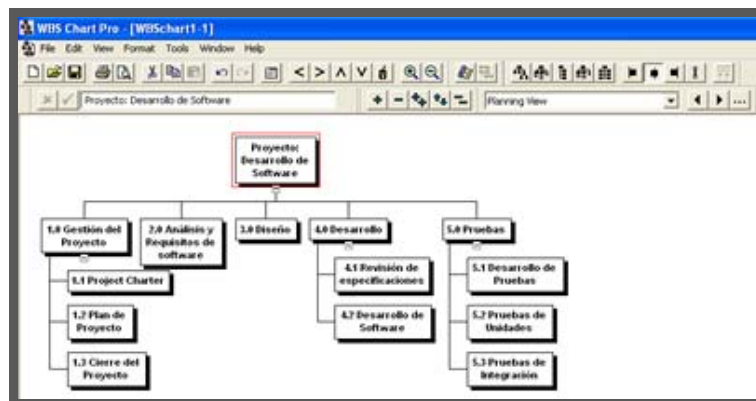 WBS Chart Pro - [WBSchart1-1]
File Edit View Format Tools Window Help
Proyecto: Desarrollo de Software
Planning View
Proyecto:
Desarrollo de
Software
1.0 Gestión del
Proyecto
2.0 Análisis y
Requisitos de
software
3.0 Diseño
4.0 Desarrollo
5.0 Pruebas
1.1 Project Charter
1.2 Plan de
Proyecto
1.3 Cierre del
Proyecto
4.1 Revisión de
especificaciones
4.2 Desarrollo de
Software
5.1 Desarrollo de
Pruebas
5.2 Pruebas de
Unidades
5.3 Pruebas de
Integración